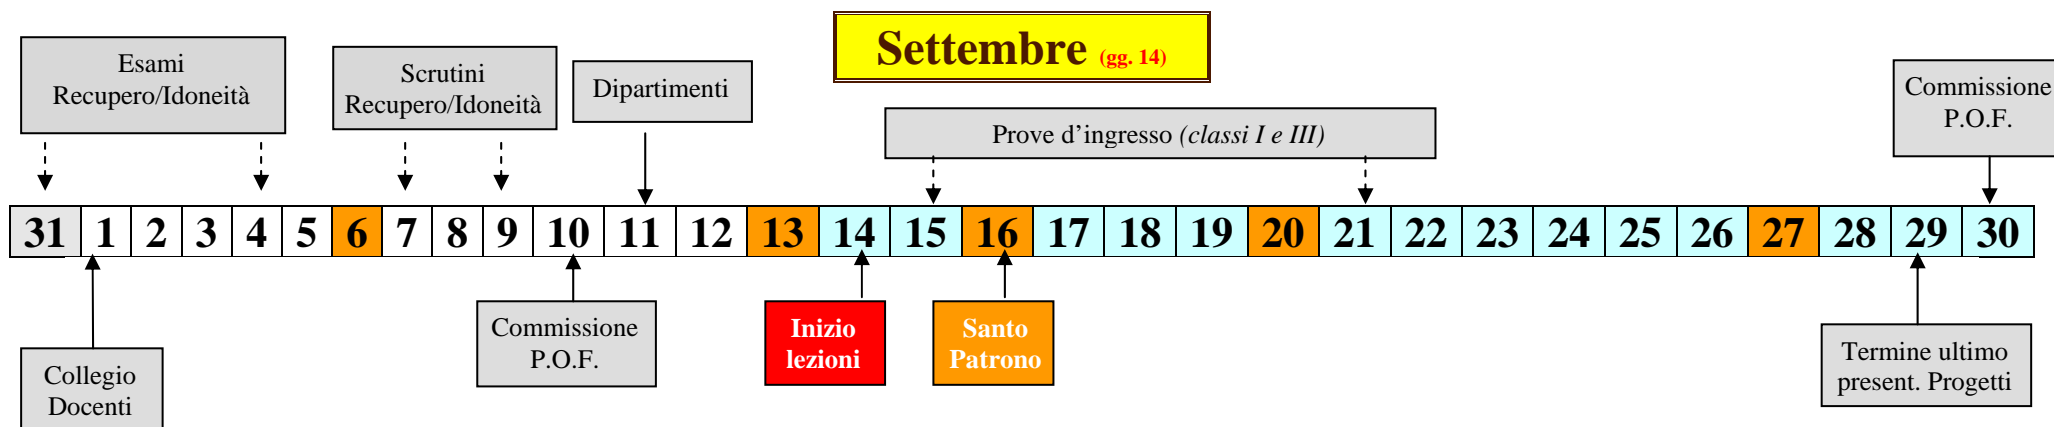 Settembre (gg. 14)
Esami
Recupero/Idoneità
Scrutini
Recupero/Idoneità
Dipartimenti
Prove d’ingresso (classi I e III)
Commissione
P.O.F.
31 1 2 3 4 5 6 7 8 9 10 11 12 13 14 15 16 17 18 19 20 21 22 23 24 25 26 27 28 29 30
Collegio
Docenti
Commissione
P.O.F.
Inizio
lezioni
Santo
Patrono
Termine ultimo
present. Progetti